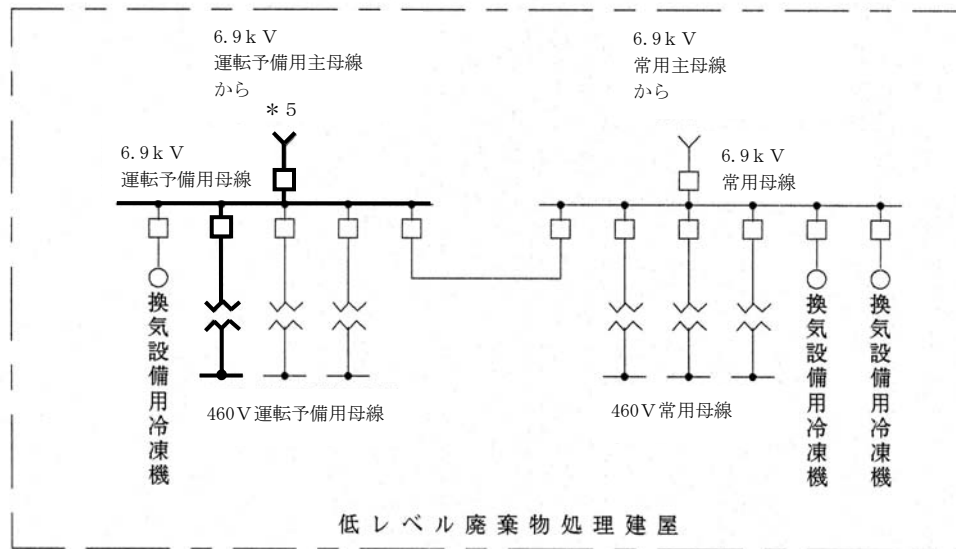 6.9kV
運転予備用主母線
から
＊5
6.9kV
運転予備用母線
6.9kV
常用主母線
から
6.9kV
常用母線
換気設備用冷凍機
460V運転予備用母線
460V常用母線
換気設備用冷凍機
換気設備用冷凍機
低レベル廃棄物処理建屋